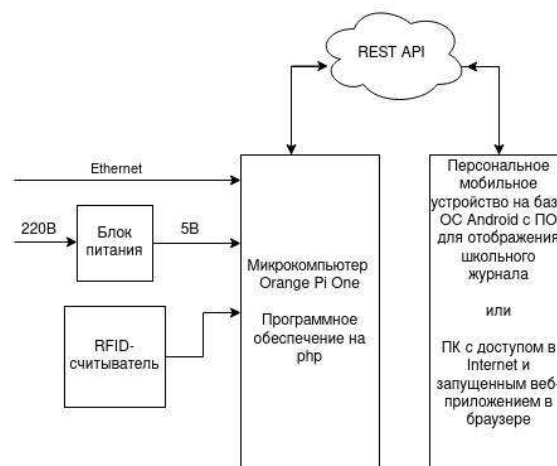 REST API
Ethernet
220В
Блок
питания
5В
RFID-
считыватель
Микрокомпьютер
Orange Pi One
Программное
обеспечение на
php
Персональное
мобильное
устройство на баз
ОС Android с ПО
для отображения
школьного
журнала
или
ПК с доступом в
Internet и
запущенным веб-
приложением в
браузере